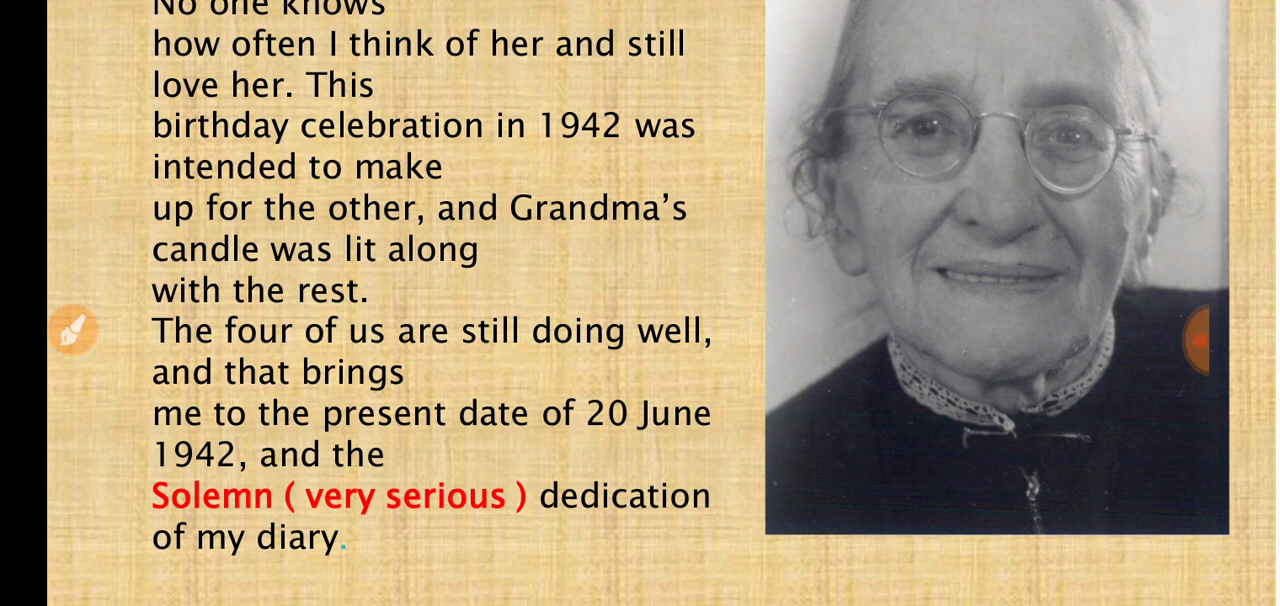 No one knows
how often I think of her and still
love her. This
birthday celebration in 1942 was
intended to make
up for the other, and Grandma’s
candle was lit along
with the rest.
The four of us are still doing well,
and that brings
me to the present date of 20 June
1942, and the
Solemn ( very serious ) dedication
of my diary.